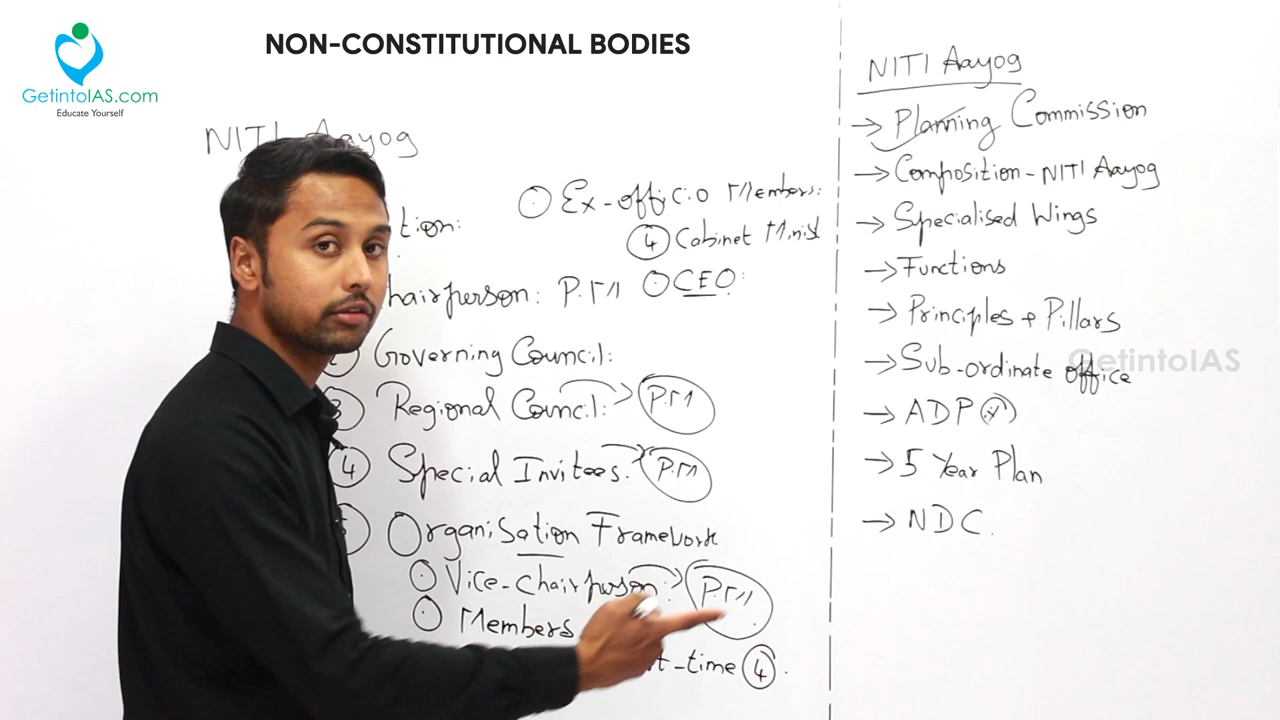 NON-CONSTITUTIONAL BODIES
GetintoIAS.com
Educate Yourself
NITI Aayog
tion:
hairperson: P.M
Governing Council:
Regional Council: P.M
4 Special Invitees: P.M
Organisation Framework
Vice-Chairperson: P.M
Members
t-time 4.
Ex-officio Members:
4 Cabinet Minist
CEO:
NITI Aayog
→ Planning Commission
→ Composition-NITI Aayog
→ Specialised Wings
→ Functions
→ Principles + Pillars
→ Sub-ordinate office
GetintoIAS
→ ADP
→ 5 Year Plan
→ NDC.